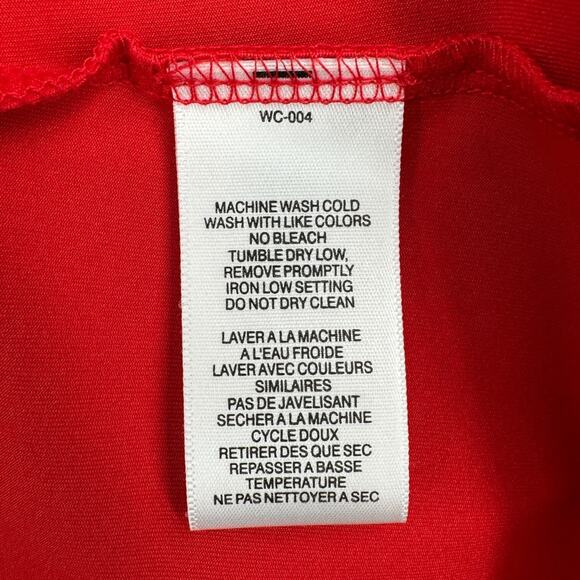 WC-004
MACHINE WASH COLD
WASH WITH LIKE COLORS
NO BLEACH
TUMBLE DRY LOW,
REMOVE PROMPTLY
IRON LOW SETTING
DO NOT DRY CLEAN
LAVER A LA MACHINE
A L'EAU FROIDE
LAVER AVEC COULEURS
SIMILAIRES
PAS DE JAVELISANT
SECHER A LA MACHINE
CYCLE DOUX
RETIRER DES QUE SEC
REPASSER A BASSE
TEMPERATURE
NE PAS NETTOYER A SEC